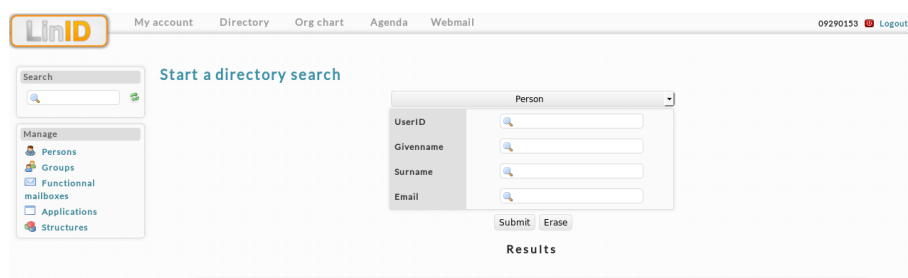 LinID
My account Directory Org chart Agenda Webmail
09290153 Logout
Search
Start a directory search
Person
UserID
Givenname
Surname
Email
Submit Erase
Results
Manage
Persons
Groups
Functionnal
mailboxes
Applications
Structures